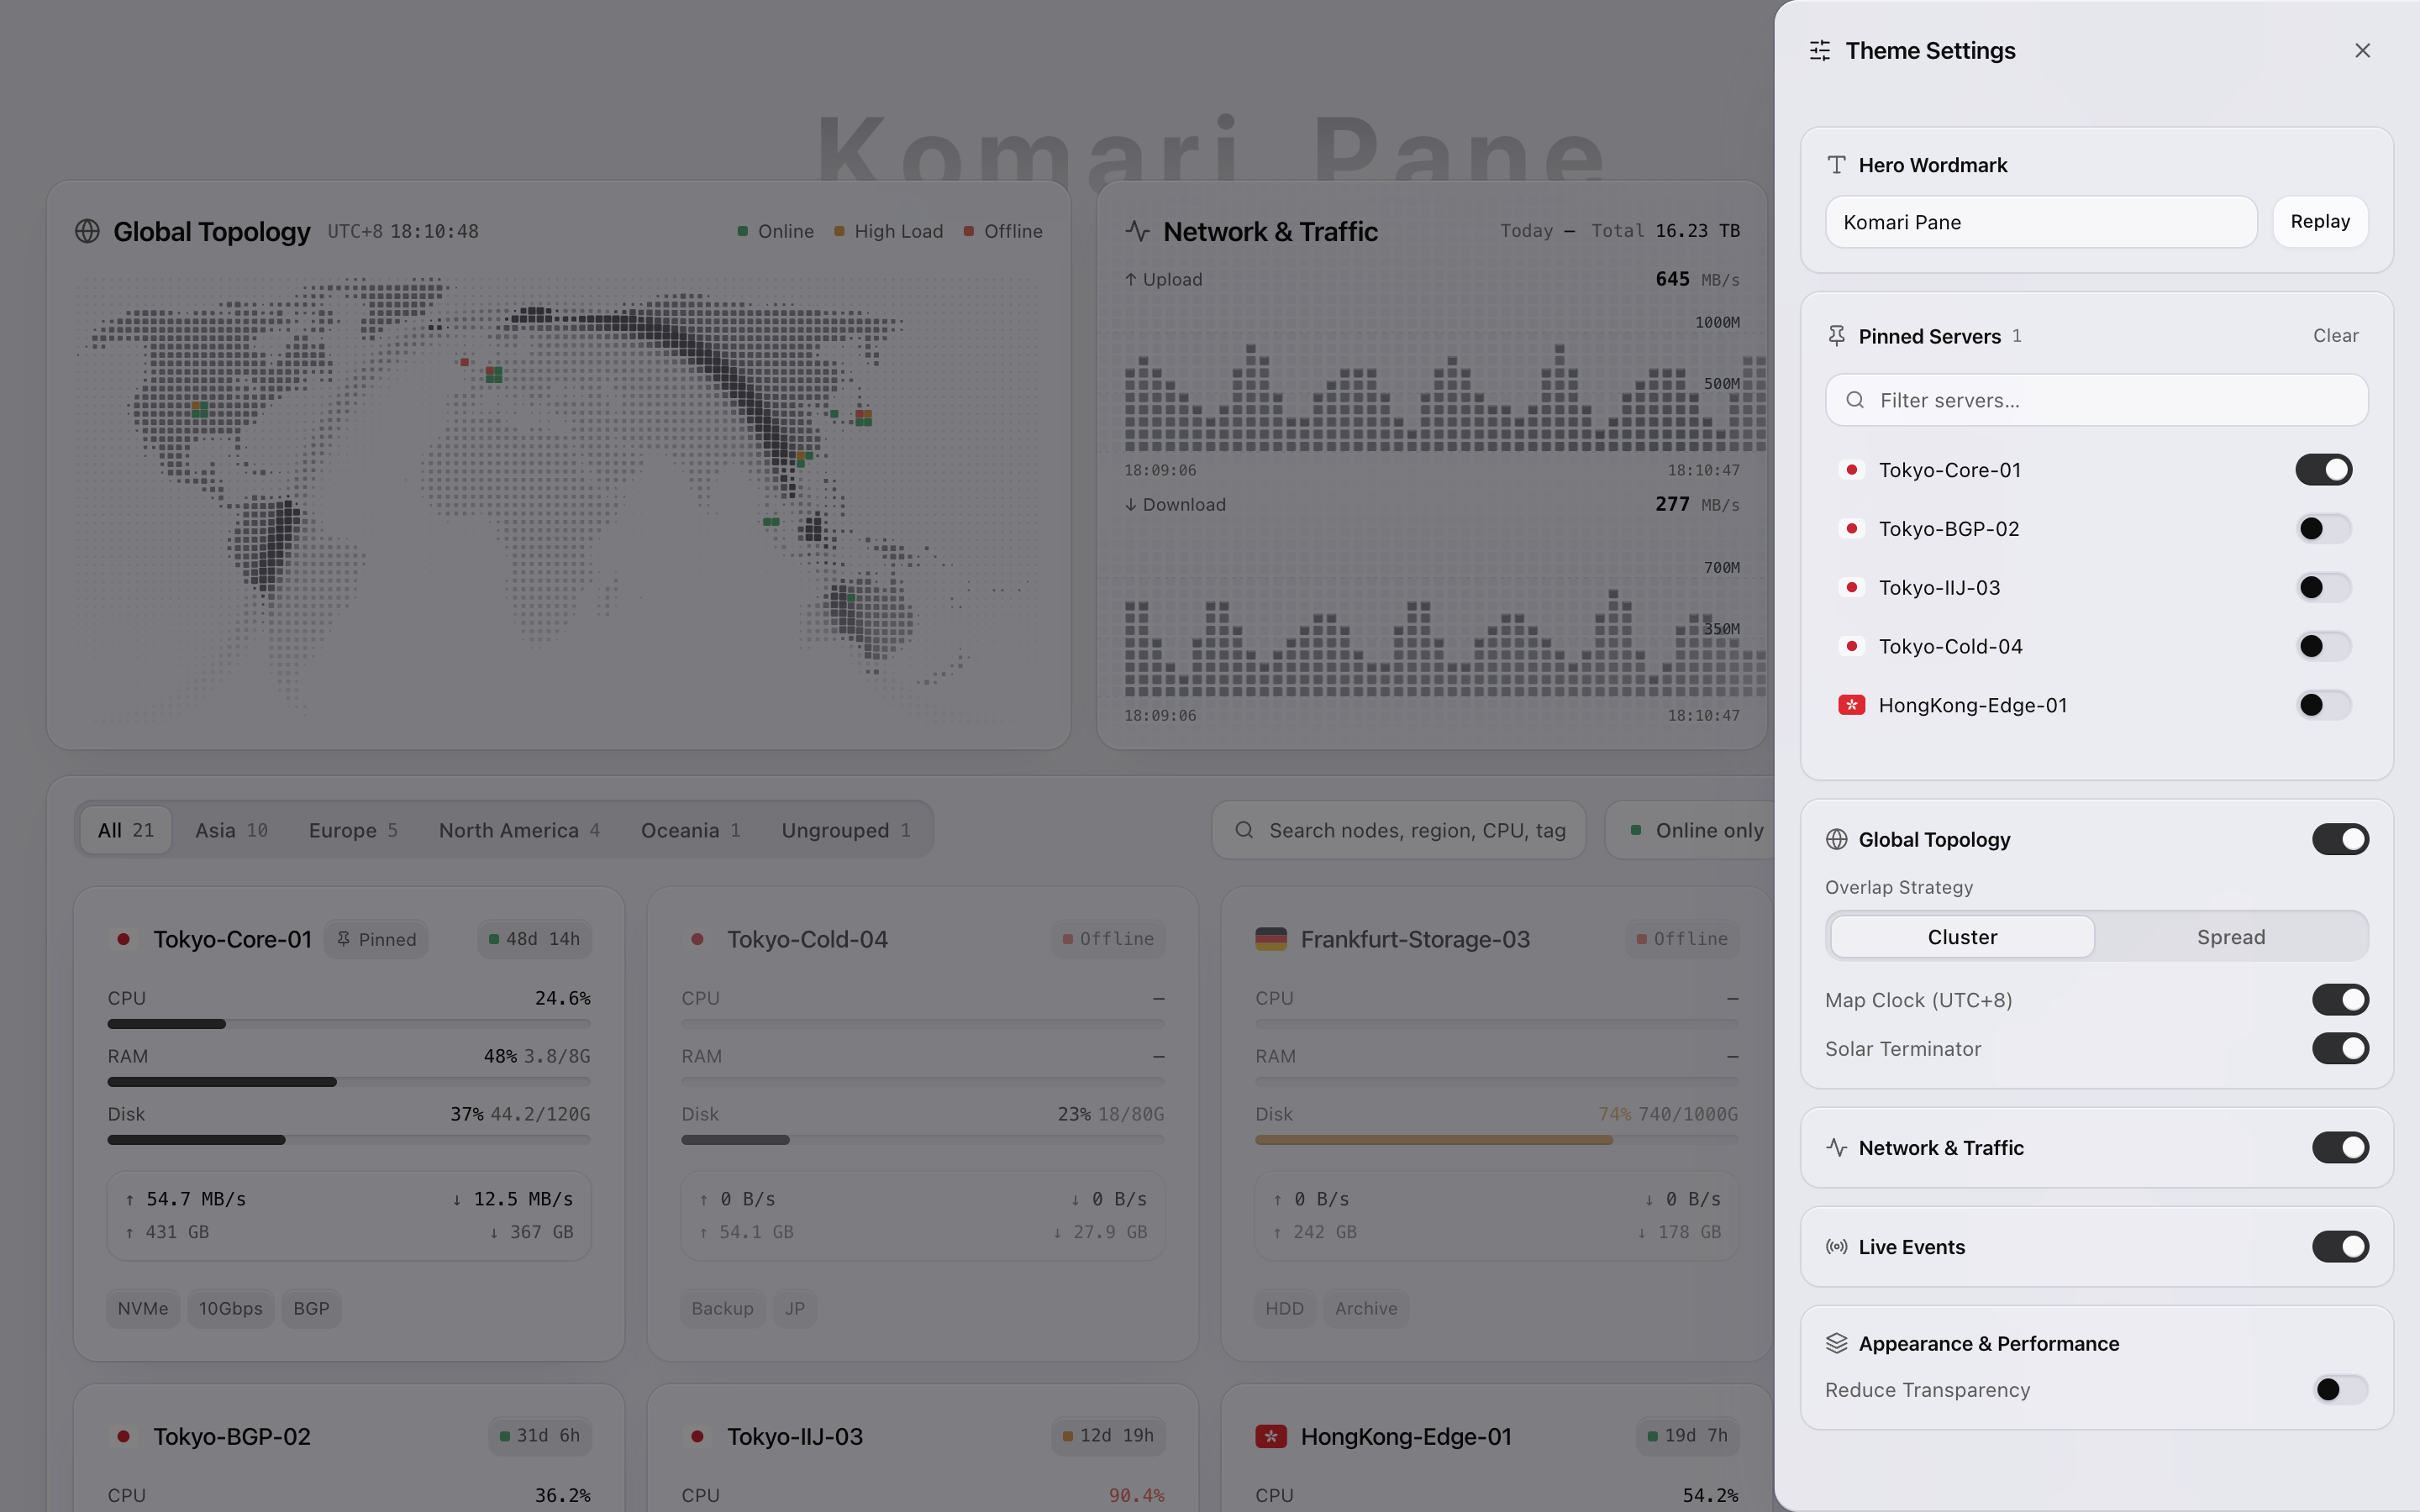 Komari Pane
Global Topology UTC+8 18:10:48 Online High Load Offline
Network & Traffic Today – Total 16.23 TB
↑ Upload 645 MB/s
1000M
500M
18:09:06 18:10:47
↓ Download 277 MB/s
700M
350M
18:09:06 18:10:47
All 21 Asia 10 Europe 5 North America 4 Oceania 1 Ungrouped 1
Search nodes, region, CPU, tag Online only
Tokyo-Core-01 Pinned 48d 14h
CPU 24.6%
RAM 48% 3.8/8G
Disk 37% 44.2/120G
↑ 54.7 MB/s ↓ 12.5 MB/s
↑ 431 GB ↓ 367 GB
NVMe 10Gbps BGP
Tokyo-Cold-04 Offline
CPU –
RAM –
Disk 23% 18/80G
↑ 0 B/s ↓ 0 B/s
↑ 54.1 GB ↓ 27.9 GB
Backup JP
Frankfurt-Storage-03 Offline
CPU –
RAM –
Disk 74% 740/1000G
↑ 0 B/s ↓ 0 B/s
↑ 242 GB ↓ 178 GB
HDD Archive
Tokyo-BGP-02 31d 6h
CPU 36.2%
Tokyo-IIJ-03 12d 19h
CPU 90.4%
HongKong-Edge-01 19d 7h
CPU 54.2%
Theme Settings
Hero Wordmark
Komari Pane Replay
Pinned Servers 1 Clear
Filter servers...
Tokyo-Core-01
Tokyo-BGP-02
Tokyo-IIJ-03
Tokyo-Cold-04
HongKong-Edge-01
Global Topology
Overlap Strategy
Cluster Spread
Map Clock (UTC+8)
Solar Terminator
Network & Traffic
Live Events
Appearance & Performance
Reduce Transparency